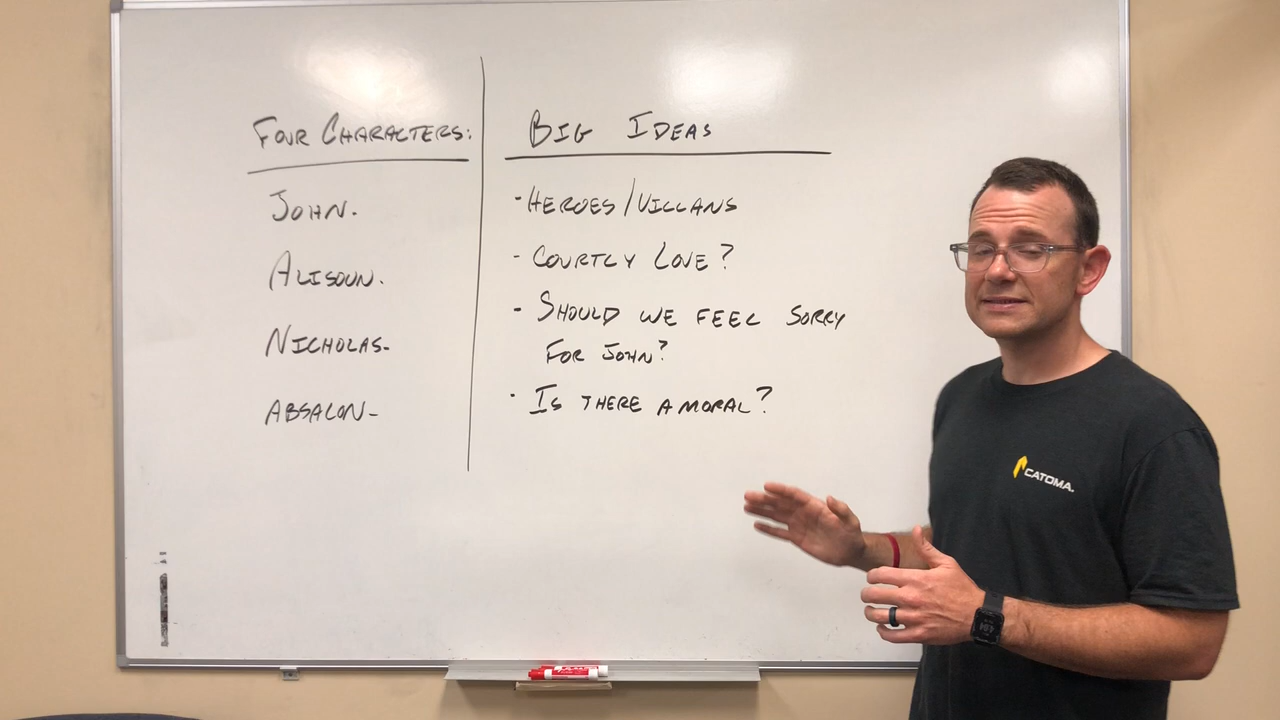 FOUR CHARACTERS:
JOHN.
ALISOUN.
NICHOLAS-
ABSALON-
BIG IDEAS
-HEROES/VILLANS
- COURTLY LOVE?
- SHOULD WE FEEL SORRY
FOR JOHN?
- IS THERE A MORAL?
CATOMA.